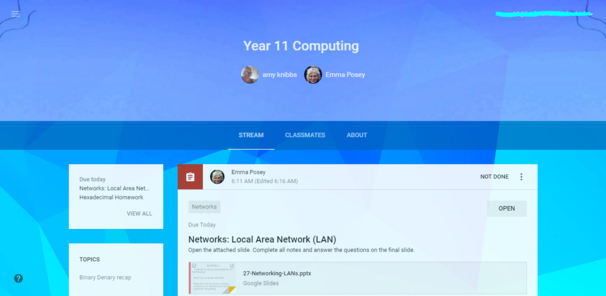 Year 11 Computing
amy knibbs
Emma Posey
STREAM
CLASSMATES
ABOUT
Due today
Networks: Local Area Net...
Hexadecimal Homework
VIEW ALL
TOPICS
Binary Denary recap
Emma Posey
6:11 AM (Edited 6:16 AM)
NOT DONE
Networks
OPEN
Due Today
Networks: Local Area Network (LAN)
Open the attached slide. Complete all notes and answer the questions on the final slide.
27-Networking-LANs.pptx
Google Slides